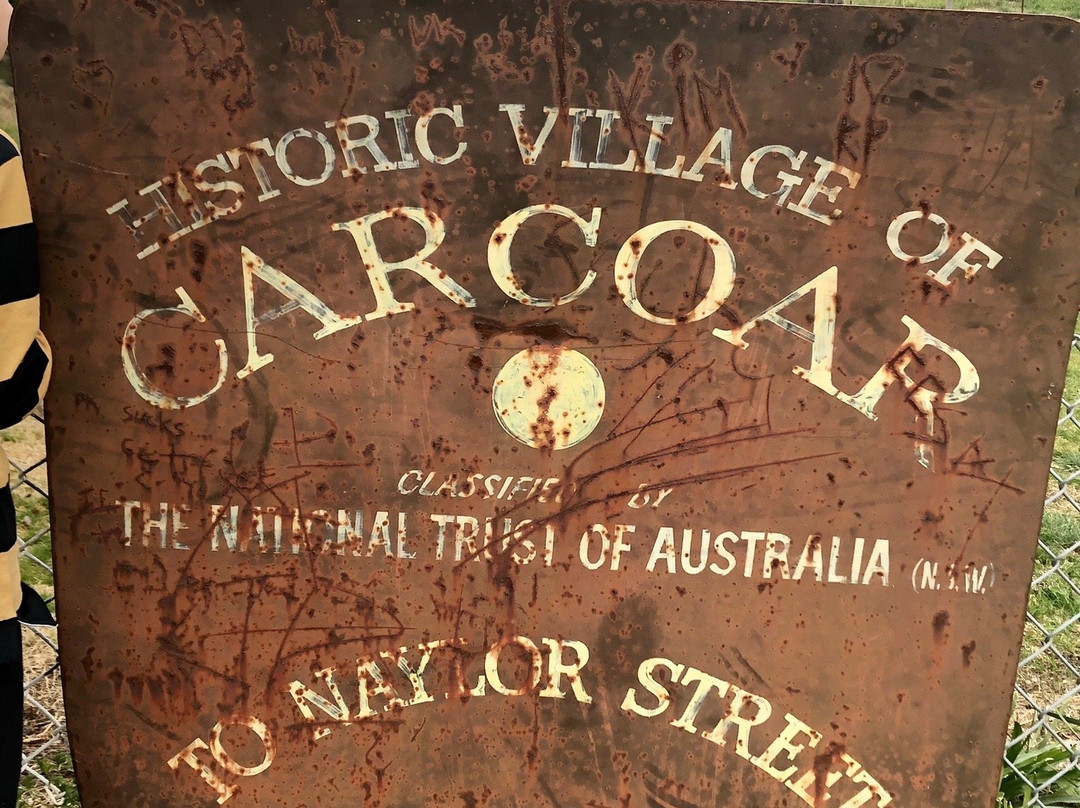 HISTORIC VILLAGE OF
CARCOAR
CLASSIFIED BY
THE NATIONAL TRUST OF AUSTRALIA (N.S.W.)
TO NAYLOR STREET